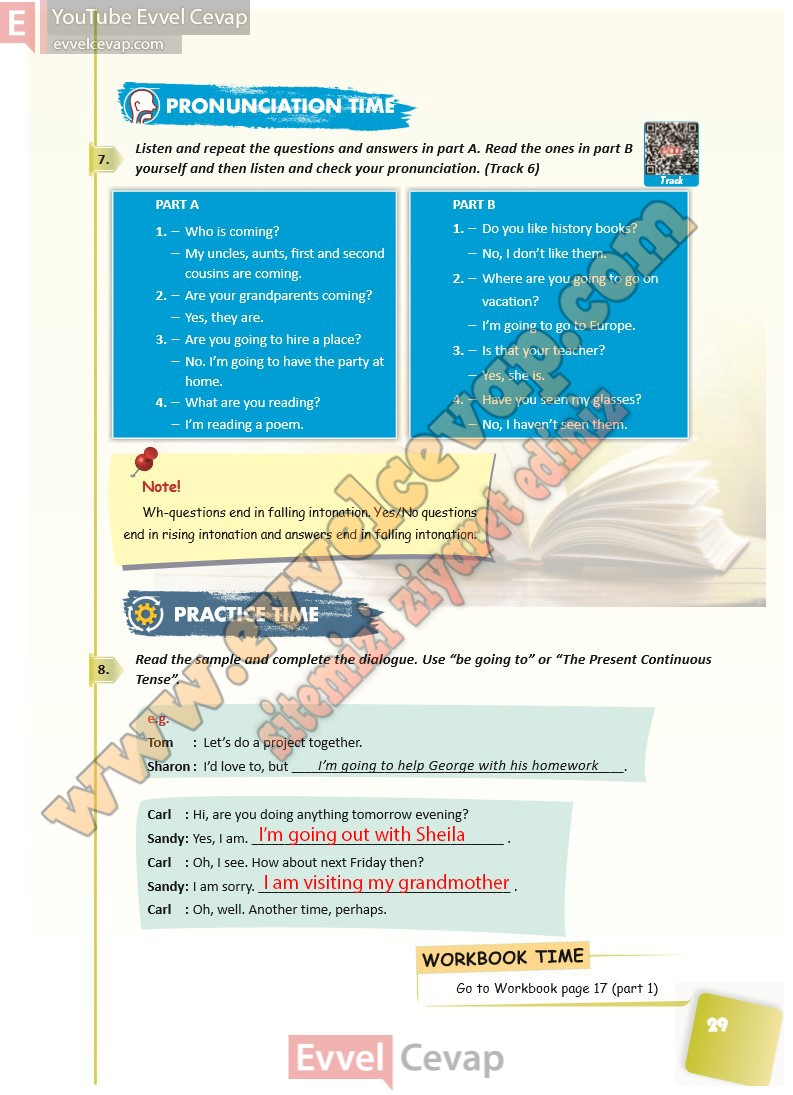 E YouTube Evvel Cevap
evvelcevap.com
PRONUNCIATION TIME
7. Listen and repeat the questions and answers in part A. Read the ones in part B
yourself and then listen and check your pronunciation. (Track 6)
Track
PART A
1. – Who is coming?
– My uncles, aunts, first and second
cousins are coming.
2. – Are your grandparents coming?
– Yes, they are.
3. – Are you going to hire a place?
– No. I'm going to have the party at
home.
4. – What are you reading?
– I'm reading a poem.
PART B
1. – Do you like history books?
– No, I don't like them.
2. – Where are you going to go on
vacation?
– I'm going to go to Europe.
3. – Is that your teacher?
– Yes, she is.
4. – Have you seen my glasses?
– No, I haven't seen them.
Note!
Wh-questions end in falling intonation. Yes/No questions
end in rising intonation and answers end in falling intonation.
www.evvelcevap.com
sitemizi ziyaret ediniz
PRACTICE TIME
8. Read the sample and complete the dialogue. Use "be going to" or "The Present Continuous
Tense".
e.g.
Tom : Let's do a project together.
Sharon : I'd love to, but I'm going to help George with his homework.
Carl : Hi, are you doing anything tomorrow evening?
Sandy: Yes, I am. I'm going out with Sheila .
Carl : Oh, I see. How about next Friday then?
Sandy: I am sorry. I am visiting my grandmother .
Carl : Oh, well. Another time, perhaps.
WORKBOOK TIME
Go to Workbook page 17 (part 1)
29
Evvel Cevap